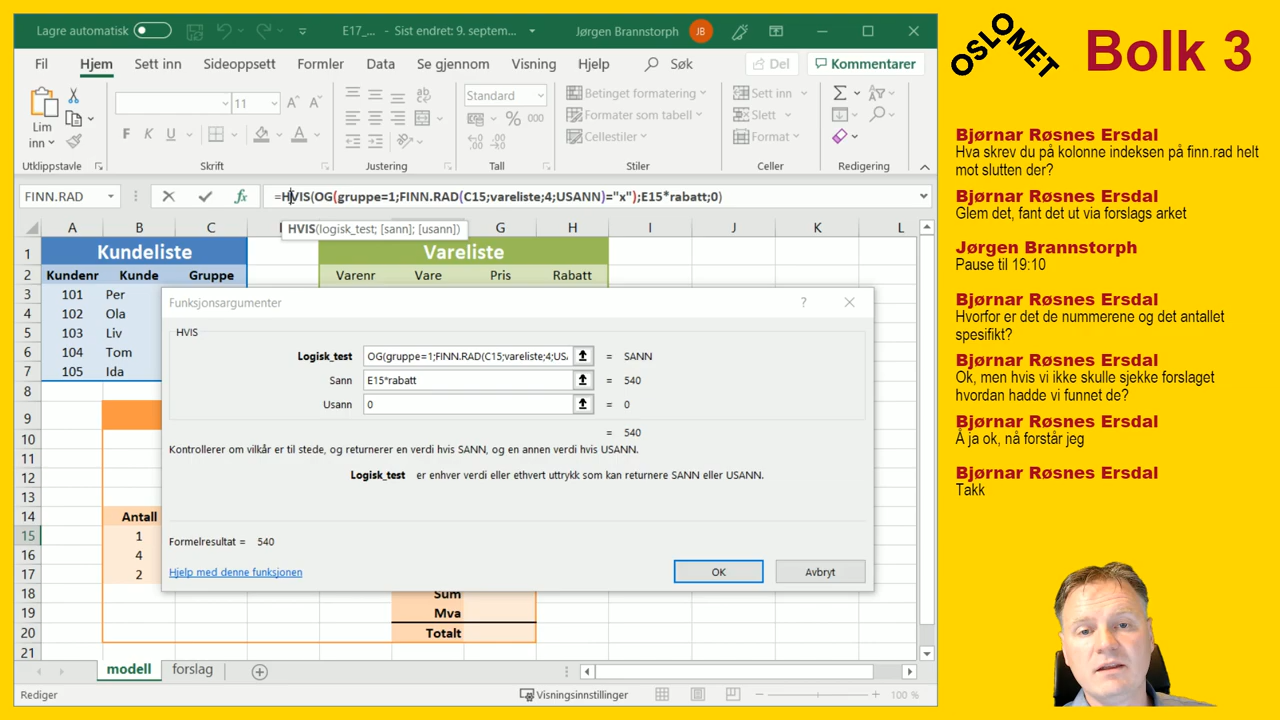 Lagre automatisk
E17_... - Sist endret: 9. septem...
Jørgen Brannstorph
JB
Fil Hjem Sett inn Sideoppsett Formler Data Se gjennom Visning Hjelp Søk Del Kommentarer
Lim
inn
11
A A
F K U
ab
Standard
% 000
Betinget formatering
Formater som tabell
Cellestiler
Sett inn
Slett
Format
Utklippstavle Skrift Justering Tall Stiler Celler Redigering
FINN.RAD
fx
=HVIS(OG(gruppe=1;FINN.RAD(C15;vareliste;4;USANN)="x");E15*rabatt;0)
HVIS(logisk_test; [sann]; [usann])
A B C G H I J K L
1 Kundeliste Vareliste
2 Kundenr Kunde Gruppe Varenr Vare Pris Rabatt
3 101 Per
4 102 Ola
5 103 Liv
6 104 Tom
7 105 Ida
8
9
10
11
12
13
14 Antall
15 1
16 4
17 2
18 Sum
19 Mva
20 Totalt
21
Funksjonsargumenter
?
HVIS
Logisk_test OG(gruppe=1;FINN.RAD(C15;vareliste;4;US = SANN
Sann E15*rabatt = 540
Usann 0 = 0
= 540
Kontrollerer om vilkår er til stede, og returnerer en verdi hvis SANN, og en annen verdi hvis USANN.
Logisk_test er enhver verdi eller ethvert uttrykk som kan returnere SANN eller USANN.
Formelresultat = 540
Hjelp med denne funksjonen
OK Avbryt
modell forslag
Rediger Visningsinnstillinger 100 %
OSLOMET
Bolk 3
Bjørnar Røsnes Ersdal
Hva skrev du på kolonne indeksen på finn.rad helt
mot slutten der?
Bjørnar Røsnes Ersdal
Glem det, fant det ut via forslags arket
Jørgen Brannstorph
Pause til 19:10
Bjørnar Røsnes Ersdal
Hvorfor er det de nummerene og det antallet
spesifikt?
Bjørnar Røsnes Ersdal
Ok, men hvis vi ikke skulle sjekke forslaget
hvordan hadde vi funnet de?
Bjørnar Røsnes Ersdal
Å ja ok, nå forstår jeg
Bjørnar Røsnes Ersdal
Takk